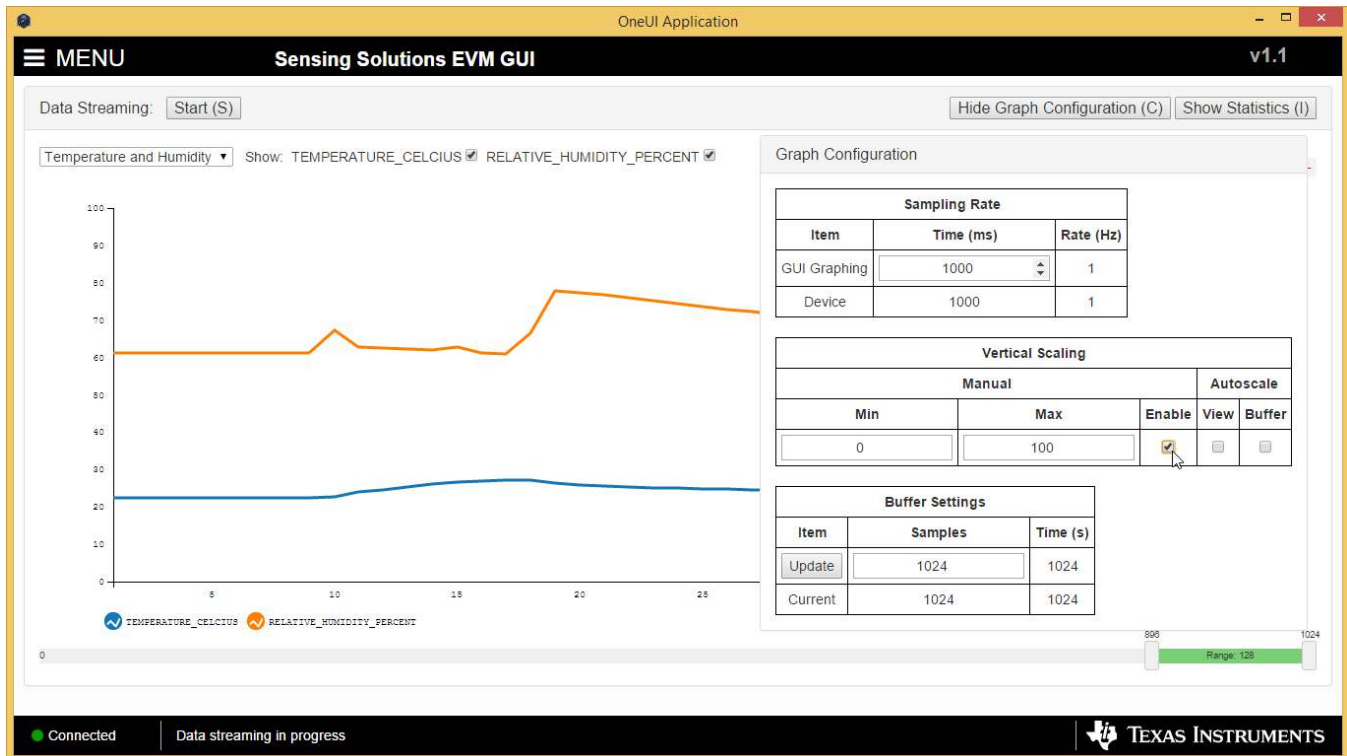 OneUI Application
MENU
Sensing Solutions EVM GUI
v1.1
Data Streaming: Start (S)
Hide Graph Configuration (C) Show Statistics (I)
Temperature and Humidity Show: TEMPERATURE_CELCIUS RELATIVE_HUMIDITY_PERCENT
Graph Configuration
Sampling Rate
Item Time (ms) Rate (Hz)
GUI Graphing 1000 1
Device 1000 1
Vertical Scaling
Manual Autoscale
Min Max Enable View Buffer
0 100
Buffer Settings
Item Samples Time (s)
Update 1024 1024
Current 1024 1024
100
90
80
70
60
50
40
30
20
10
0
5 10 15 20 25
TEMPERATURE_CELCIUS RELATIVE_HUMIDITY_PERCENT
896 1024
0 Range: 128
Connected Data streaming in progress
TEXAS INSTRUMENTS